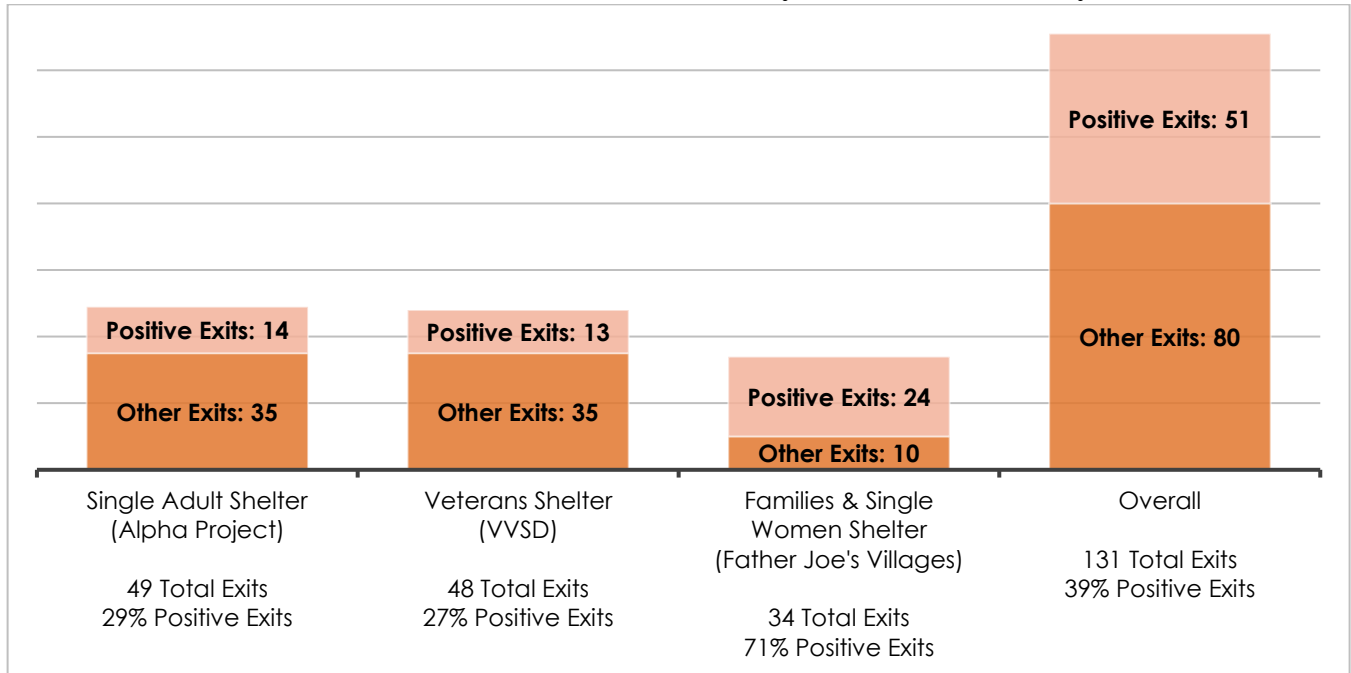 Positive Exits: 51
Other Exits: 80
Positive Exits: 14
Other Exits: 35
Positive Exits: 13
Other Exits: 35
Positive Exits: 24
Other Exits: 10
Single Adult Shelter
(Alpha Project)
49 Total Exits
29% Positive Exits
Veterans Shelter
(VVSD)
48 Total Exits
27% Positive Exits
Families & Single
Women Shelter
(Father Joe's Villages)
34 Total Exits
71% Positive Exits
Overall
131 Total Exits
39% Positive Exits